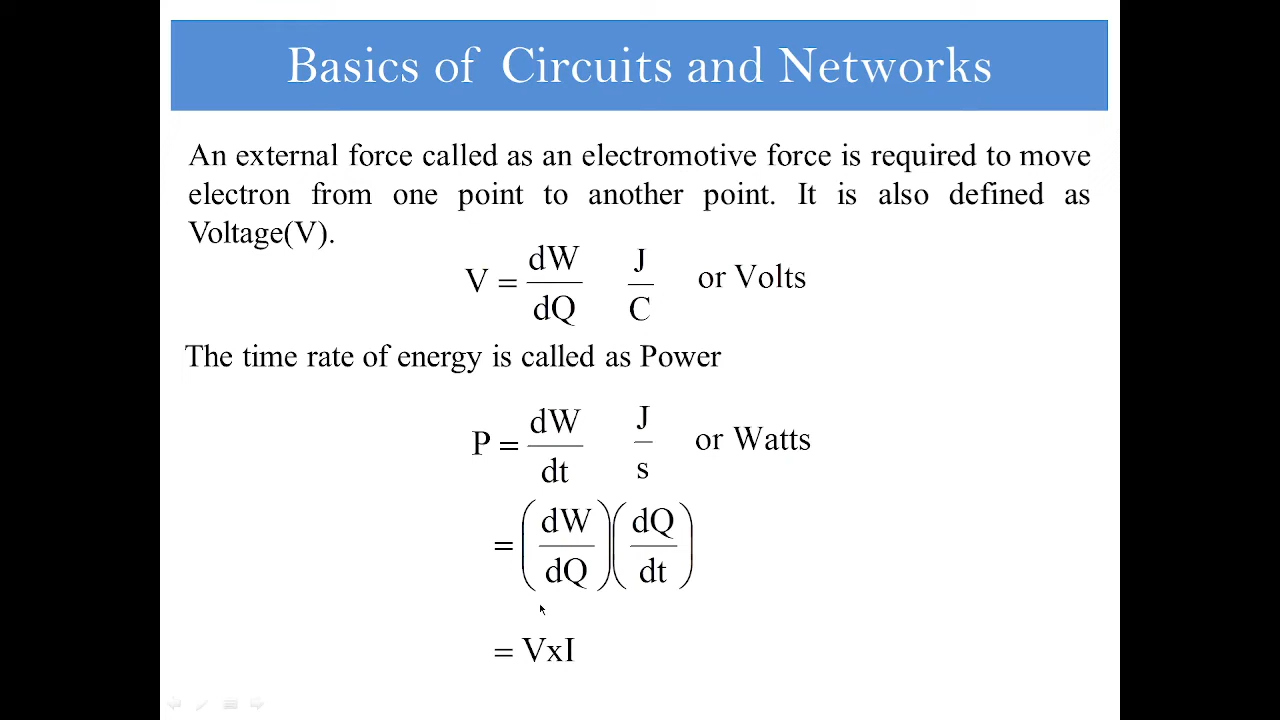 Basics of Circuits and Networks
An external force called as an electromotive force is required to move
electron from one point to another point. It is also defined as
Voltage(V).
V = dW/dQ J/C or Volts
The time rate of energy is called as Power
P = dW/dt J/s or Watts
= (dW/dQ)(dQ/dt)
= VxI